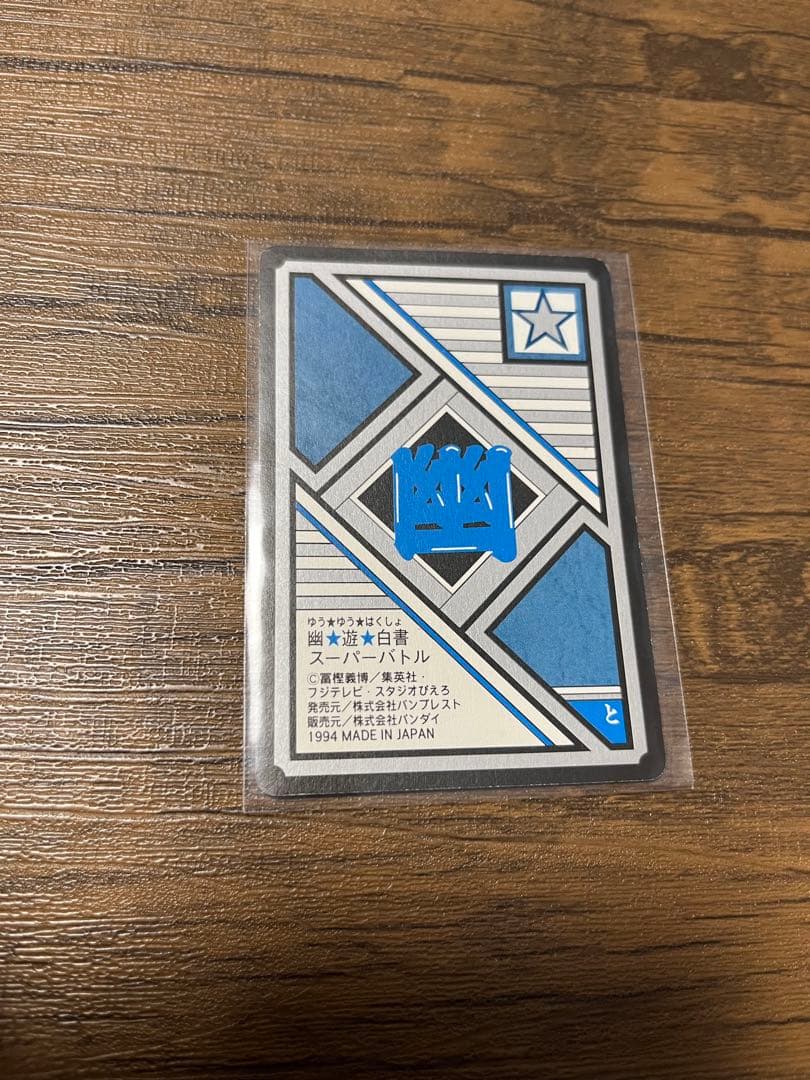 幽
ゆう★ゆう★はくしょ
幽★遊★白書
スーパーバトル
©冨樫義博／集英社・
フジテレビ・スタジオぴえろ
発売元／株式会社バンプレスト
販売元／株式会社バンダイ
1994 MADE IN JAPAN
と